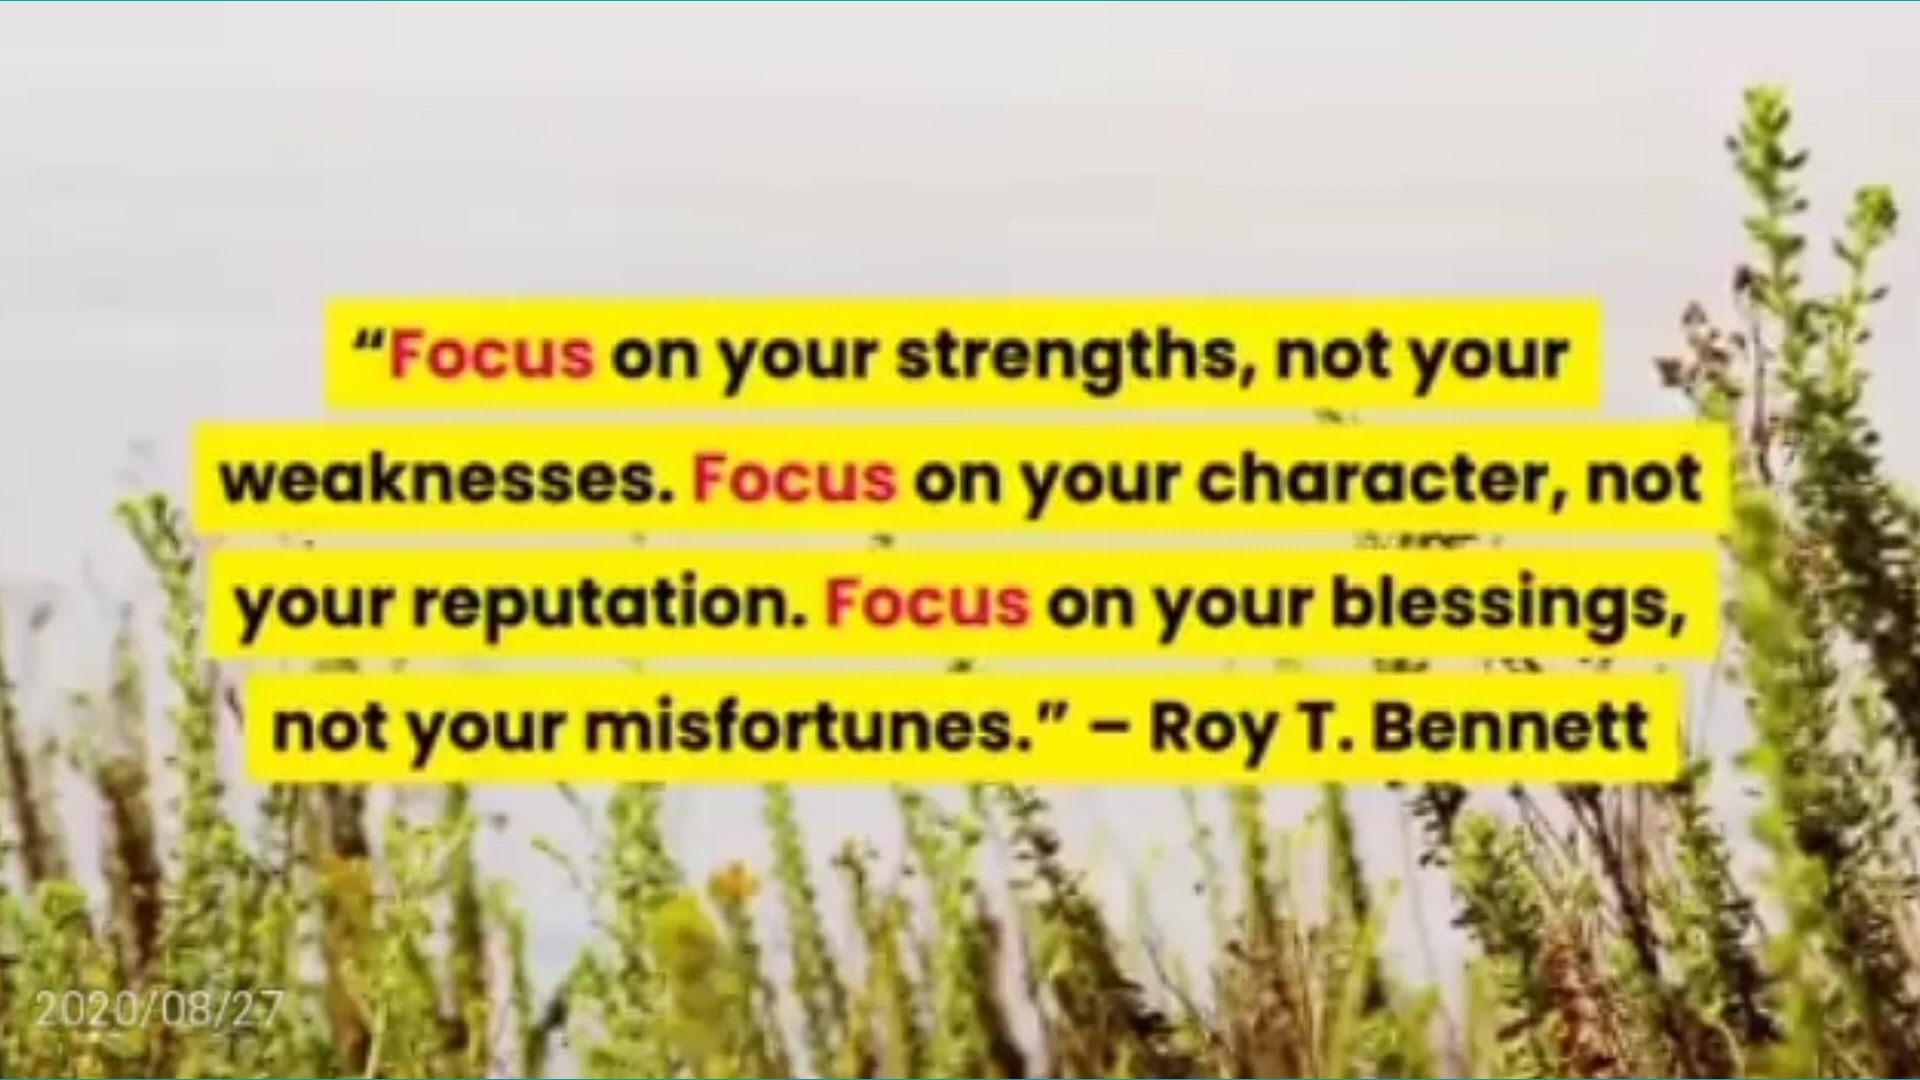 “Focus on your strengths, not your
weaknesses. Focus on your character, not
your reputation. Focus on your blessings,
not your misfortunes.” – Roy T. Bennett
2020/08/27